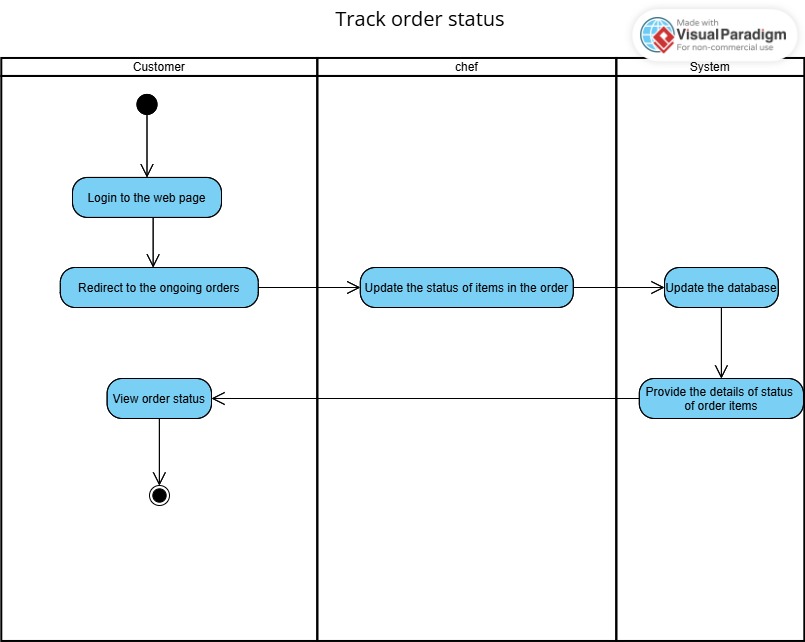 Track order status
Made with
Visual Paradigm
For non-commercial use
Customer
chef
System
Login to the web page
Redirect to the ongoing orders
Update the status of items in the order
Update the database
View order status
Provide the details of status
of order items